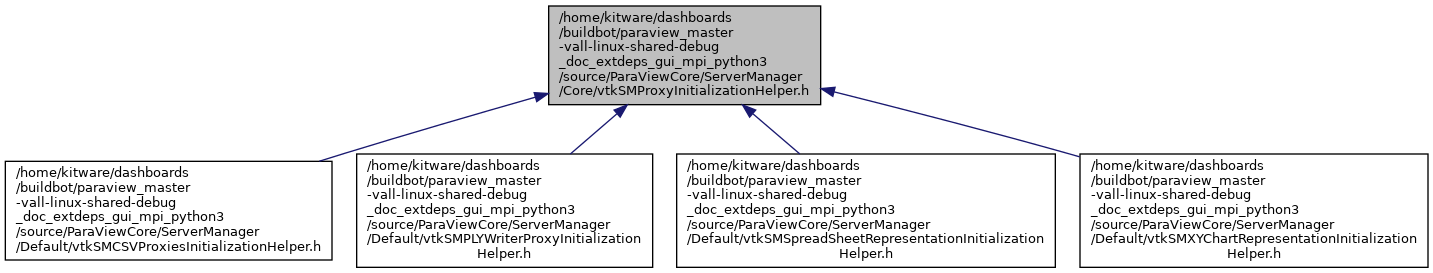 /home/kitware/dashboards
/buildbot/paraview_master
-vall-linux-shared-debug
_doc_extdeps_gui_mpi_python3
/source/ParaViewCore/ServerManager
/Core/vtkSMProxyInitializationHelper.h
/home/kitware/dashboards
/buildbot/paraview_master
-vall-linux-shared-debug
_doc_extdeps_gui_mpi_python3
/source/ParaViewCore/ServerManager
/Default/vtkSMCSVProxiesInitializationHelper.h
/home/kitware/dashboards
/buildbot/paraview_master
-vall-linux-shared-debug
_doc_extdeps_gui_mpi_python3
/source/ParaViewCore/ServerManager
/Default/vtkSMPLYWriterProxyInitialization
Helper.h
/home/kitware/dashboards
/buildbot/paraview_master
-vall-linux-shared-debug
_doc_extdeps_gui_mpi_python3
/source/ParaViewCore/ServerManager
/Default/vtkSMSpreadSheetRepresentationInitialization
Helper.h
/home/kitware/dashboards
/buildbot/paraview_master
-vall-linux-shared-debug
_doc_extdeps_gui_mpi_python3
/source/ParaViewCore/ServerManager
/Default/vtkSMXYChartRepresentationInitialization
Helper.h